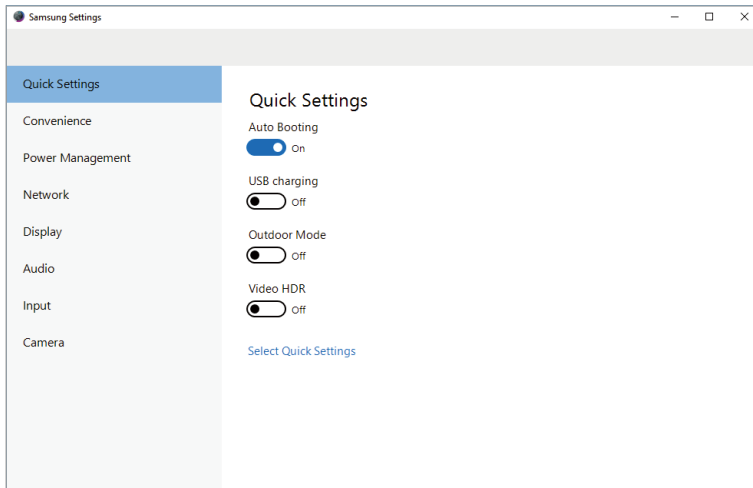 Samsung Settings
Quick Settings
Convenience
Power Management
Network
Display
Audio
Input
Camera
Quick Settings
Auto Booting
On
USB charging
Off
Outdoor Mode
Off
Video HDR
Off
Select Quick Settings